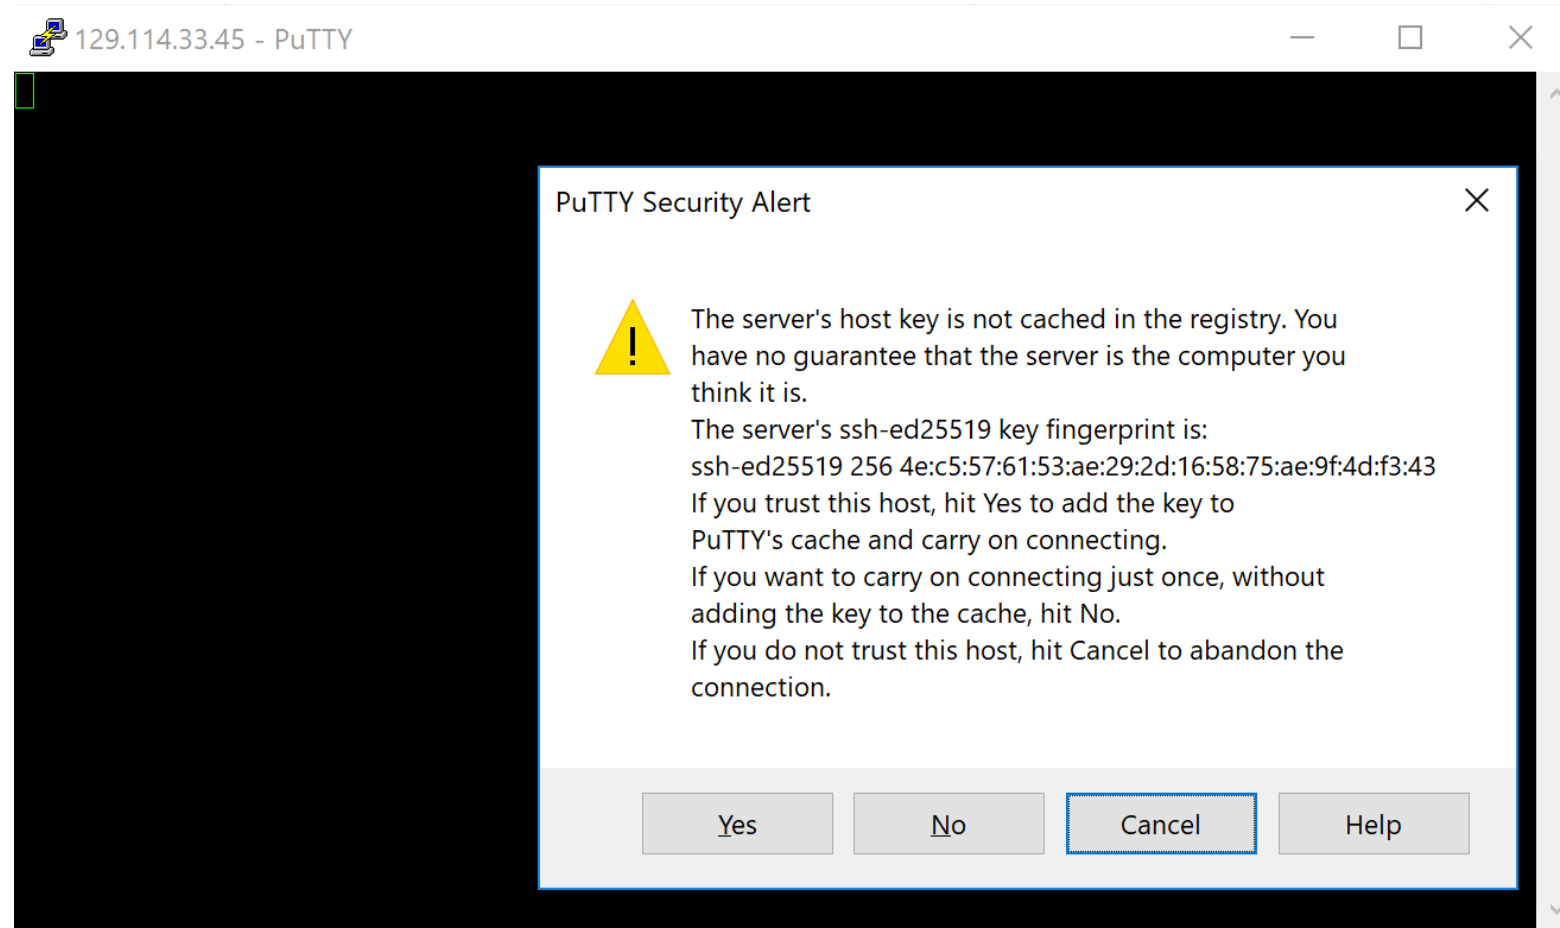 129.114.33.45 - PuTTY
PuTTY Security Alert
The server's host key is not cached in the registry. You
have no guarantee that the server is the computer you
think it is.
The server's ssh-ed25519 key fingerprint is:
ssh-ed25519 256 4e:c5:57:61:53:ae:29:2d:16:58:75:ae:9f:4d:f3:43
If you trust this host, hit Yes to add the key to
PuTTY's cache and carry on connecting.
If you want to carry on connecting just once, without
adding the key to the cache, hit No.
If you do not trust this host, hit Cancel to abandon the
connection.
Yes No Cancel Help